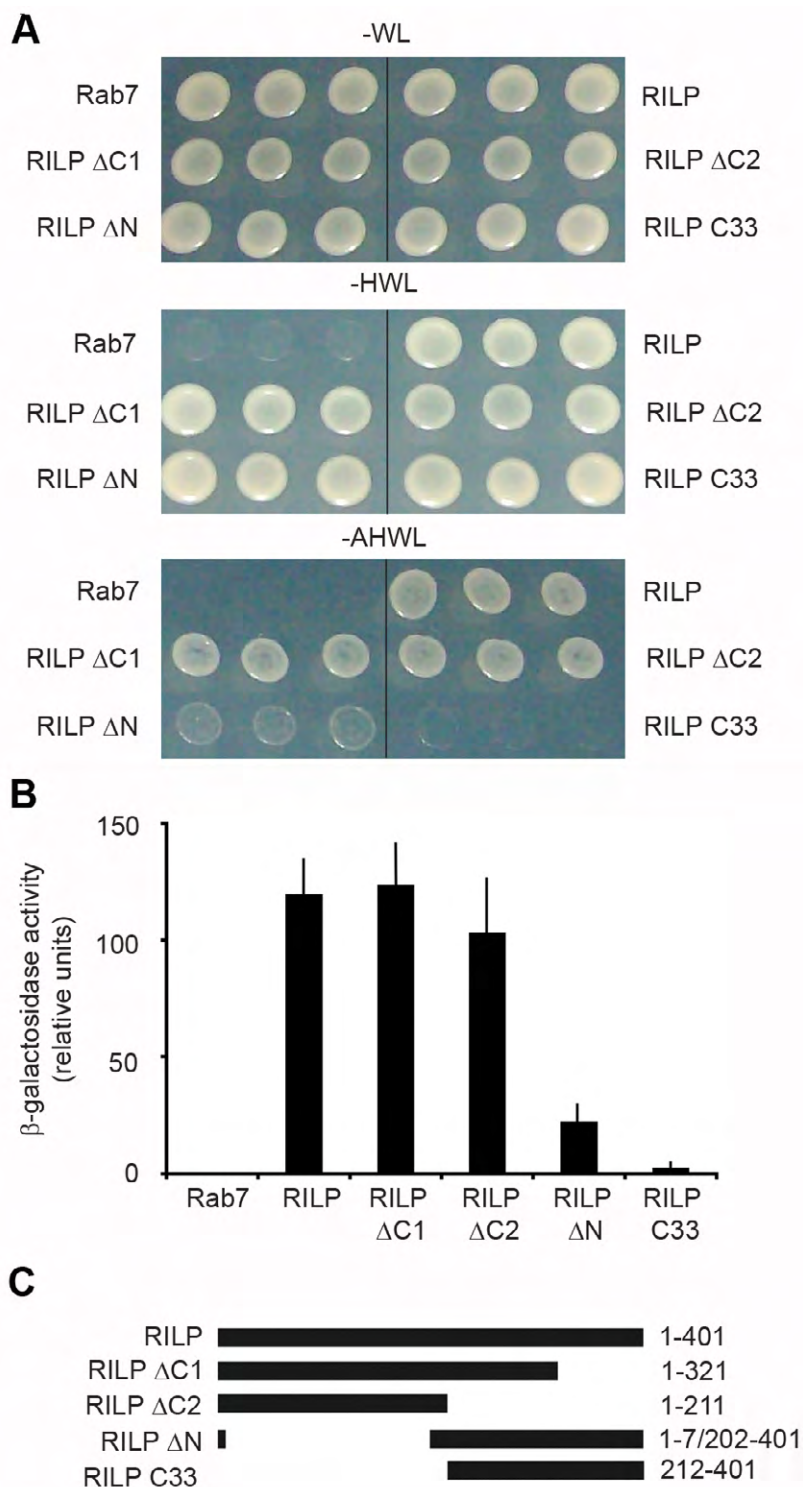 A
-WL
Rab7 RILP
RILP ΔC1 RILP ΔC2
RILP ΔN RILP C33
-HWL
Rab7 RILP
RILP ΔC1 RILP ΔC2
RILP ΔN RILP C33
-AHWL
Rab7 RILP
RILP ΔC1 RILP ΔC2
RILP ΔN RILP C33
B
β-galactosidase activity
(relative units)
150
100
50
0
Rab7 RILP RILP RILP RILP RILP
ΔC1 ΔC2 ΔN C33
C
RILP 1-401
RILP ΔC1 1-321
RILP ΔC2 1-211
RILP ΔN 1-7/202-401
RILP C33 212-401